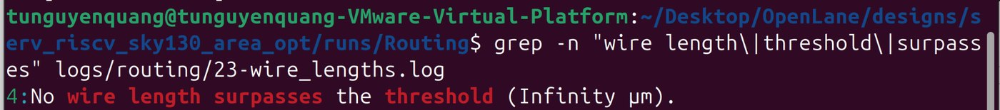 tunguyenquang@tunguyenquang-VMware-Virtual-Platform:~/Desktop/OpenLane/designs/s
erv_riscv_sky130_area_opt/runs/Routing$ grep -n "wire length\|threshold\|surpass
es" logs/routing/23-wire_lengths.log
4:No wire length surpasses the threshold (Infinity µm).